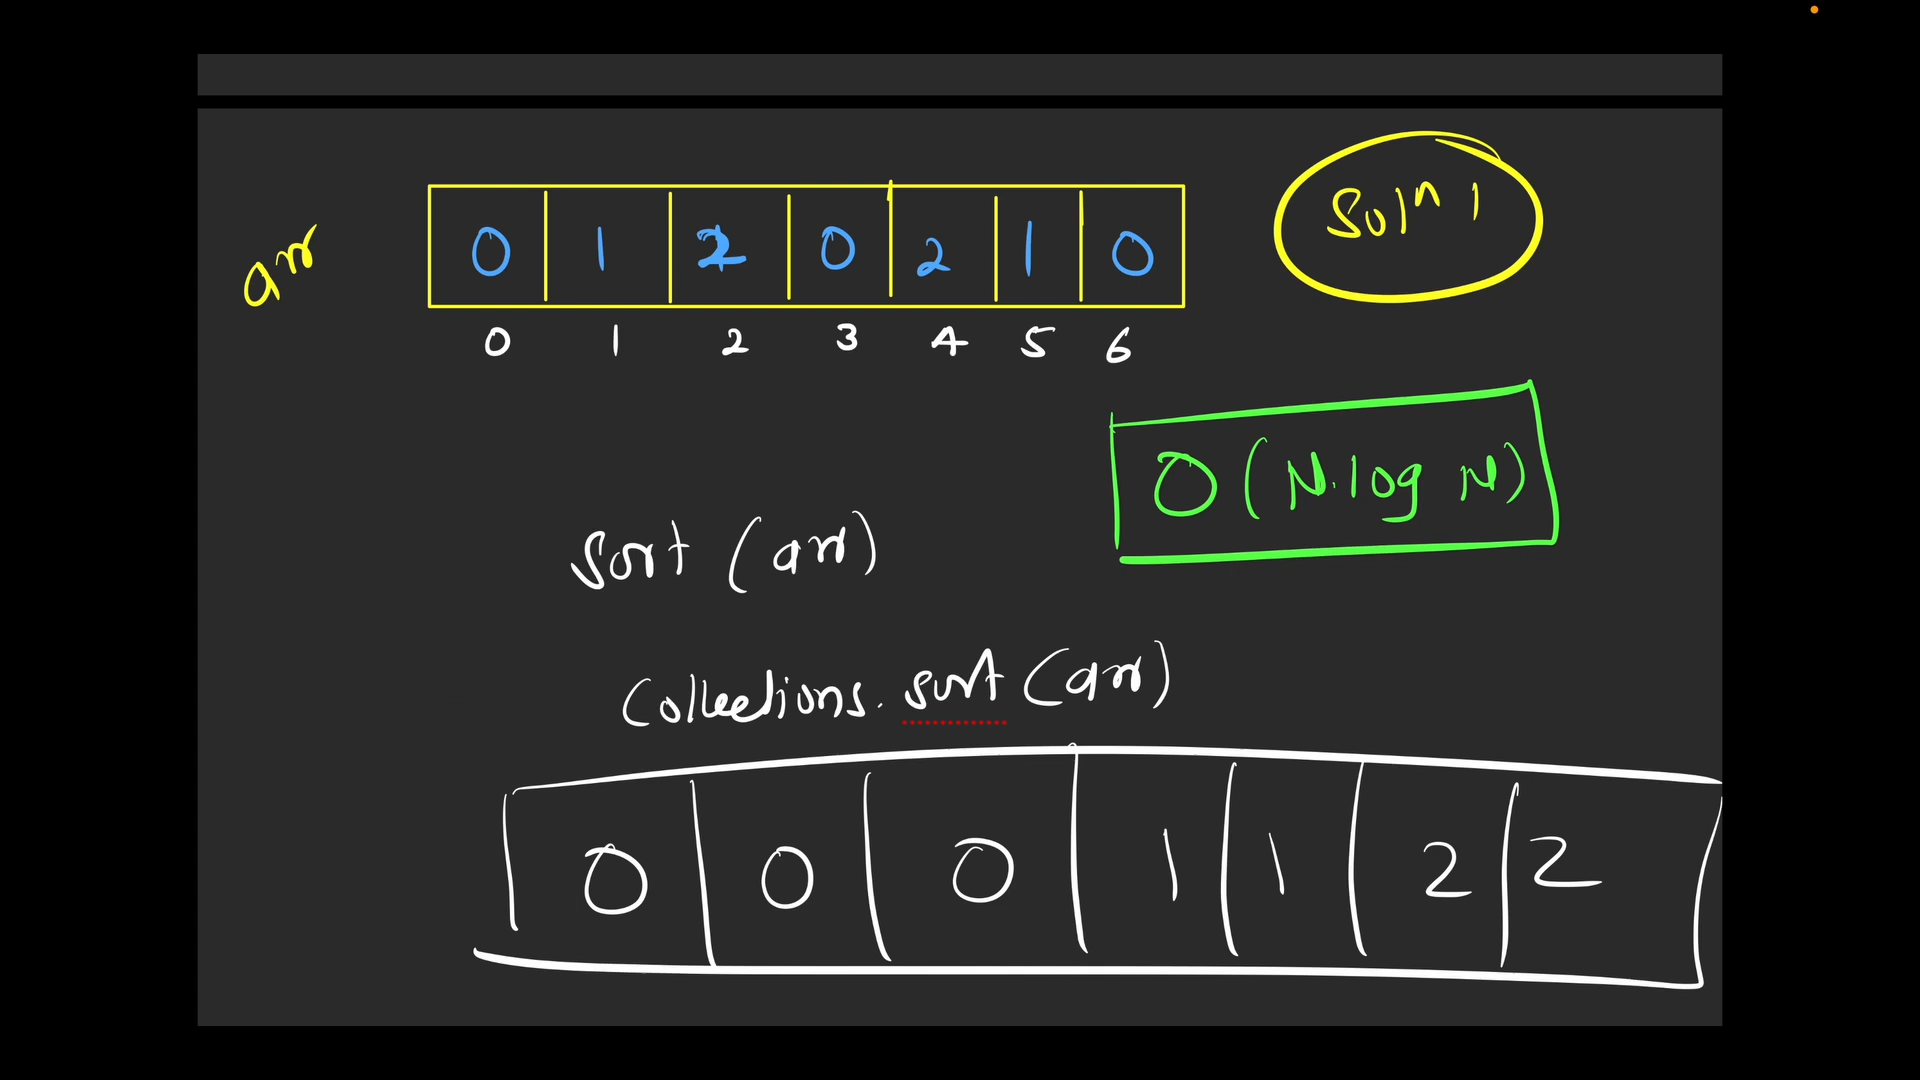 arr 0 1 2 0 2 1 0
0 1 2 3 4 5 6
Solⁿ 1
O(N.log N)
Sort (arr)
Collections. sort (arr)
0 0 0 1 1 2 2